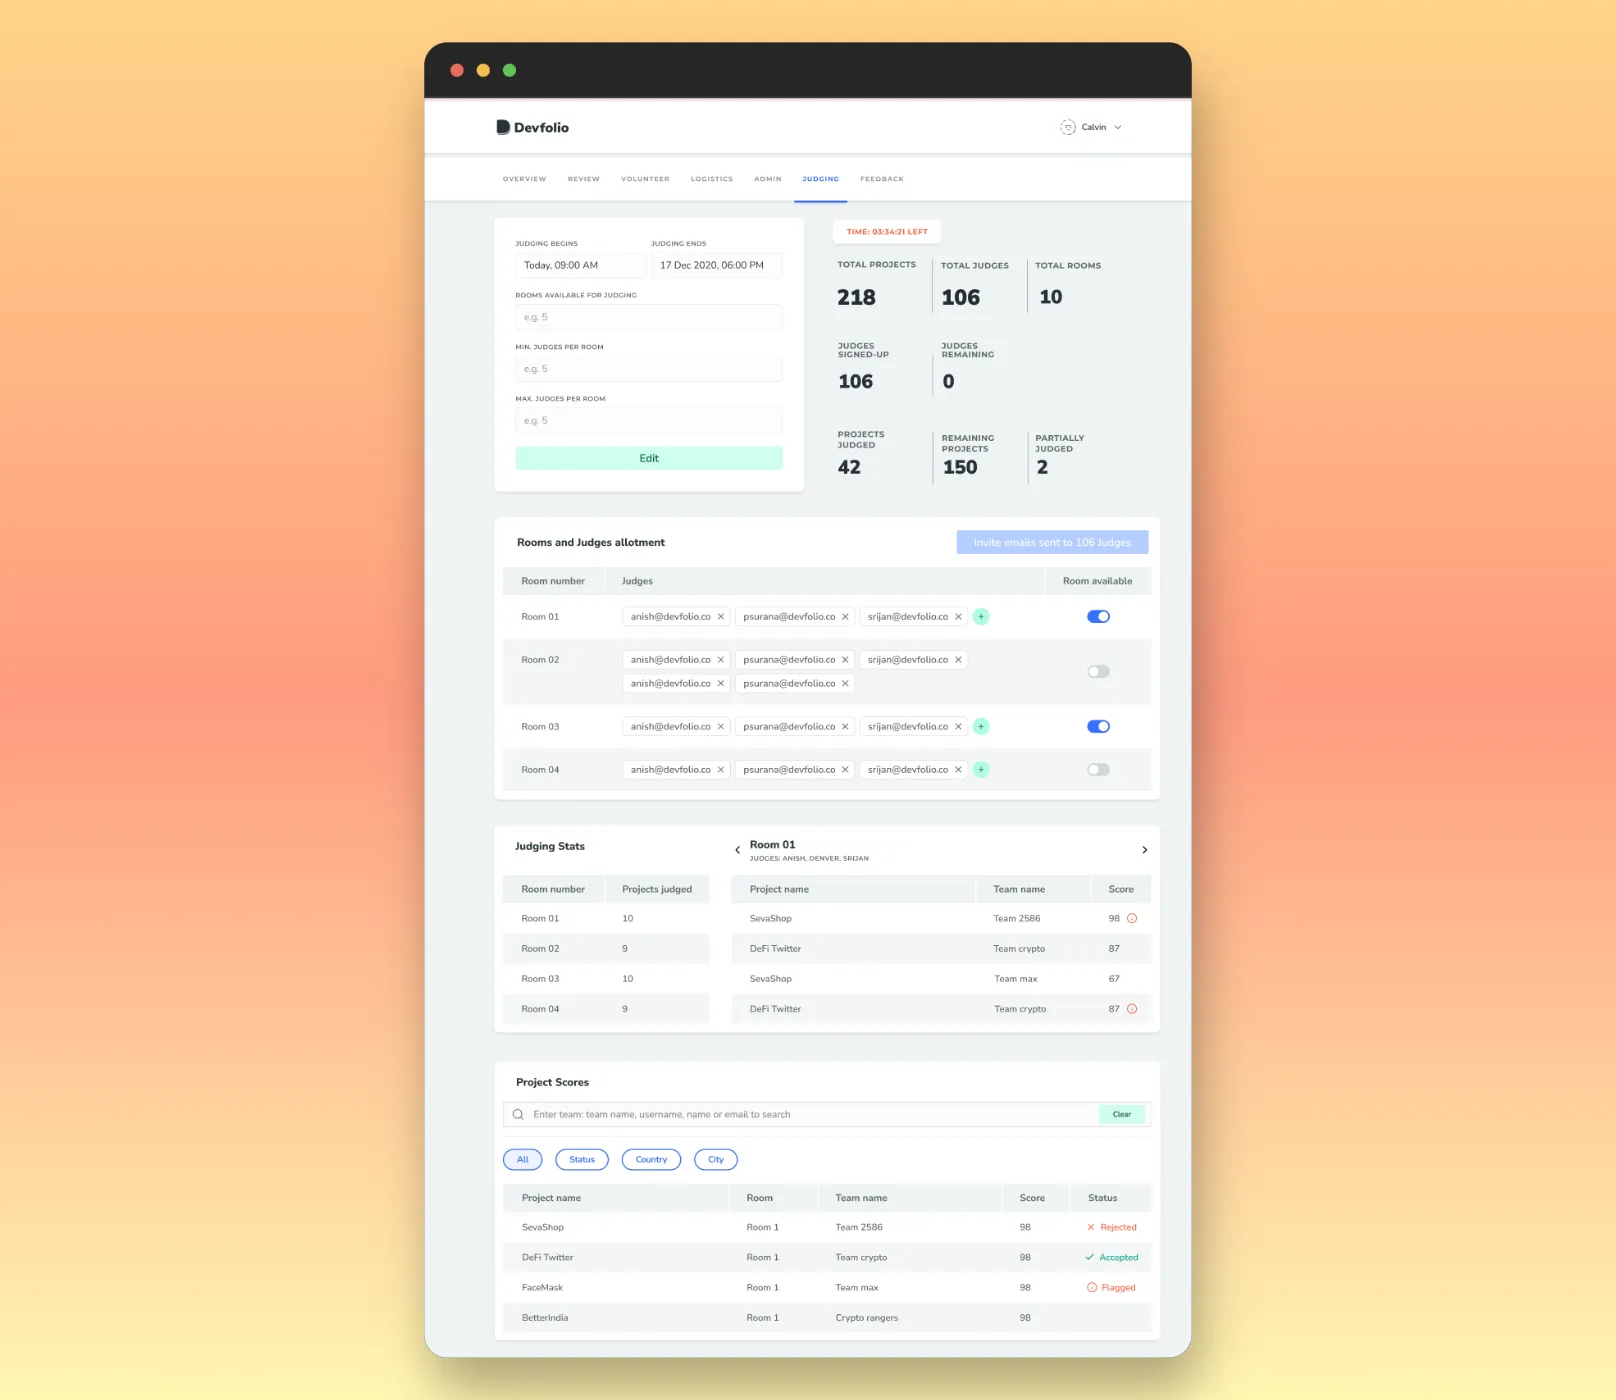 Devfolio
Calvin
OVERVIEW REVIEW VOLUNTEER LOGISTICS ADMIN JUDGING FEEDBACK
JUDGING BEGINS JUDGING ENDS
Today, 09:00 AM 17 Dec 2020, 06:00 PM
ROOMS AVAILABLE FOR JUDGING
e.g. 5
MIN. JUDGES PER ROOM
e.g. 5
MAX. JUDGES PER ROOM
e.g. 5
Edit
TIME: 03:34:21 LEFT
TOTAL PROJECTS TOTAL JUDGES TOTAL ROOMS
218 106 10
JUDGES
SIGNED-UP
106
JUDGES
REMAINING
0
PROJECTS
JUDGED
42
REMAINING
PROJECTS
150
PARTIALLY
JUDGED
2
Rooms and Judges allotment
Invite emails sent to 106 Judges
Room number Judges Room available
Room 01 anish@devfolio.co psurana@devfolio.co srijan@devfolio.co
Room 02 anish@devfolio.co psurana@devfolio.co srijan@devfolio.co
anish@devfolio.co psurana@devfolio.co
Room 03 anish@devfolio.co psurana@devfolio.co srijan@devfolio.co
Room 04 anish@devfolio.co psurana@devfolio.co srijan@devfolio.co
Judging Stats
Room number Projects judged
Room 01 10
Room 02 9
Room 03 10
Room 04 9
Room 01
JUDGES: ANISH, DENVER, SRIJAN
Project name Team name Score
SevaShop Team 2586 98
DeFi Twitter Team crypto 87
SevaShop Team max 67
DeFi Twitter Team crypto 87
Project Scores
Enter team: team name, username, name or email to search
Clear
All Status Country City
Project name Room Team name Score Status
SevaShop Room 1 Team 2586 98 Rejected
DeFi Twitter Room 1 Team crypto 98 Accepted
FaceMask Room 1 Team max 98 Flagged
BetterIndia Room 1 Crypto rangers 98